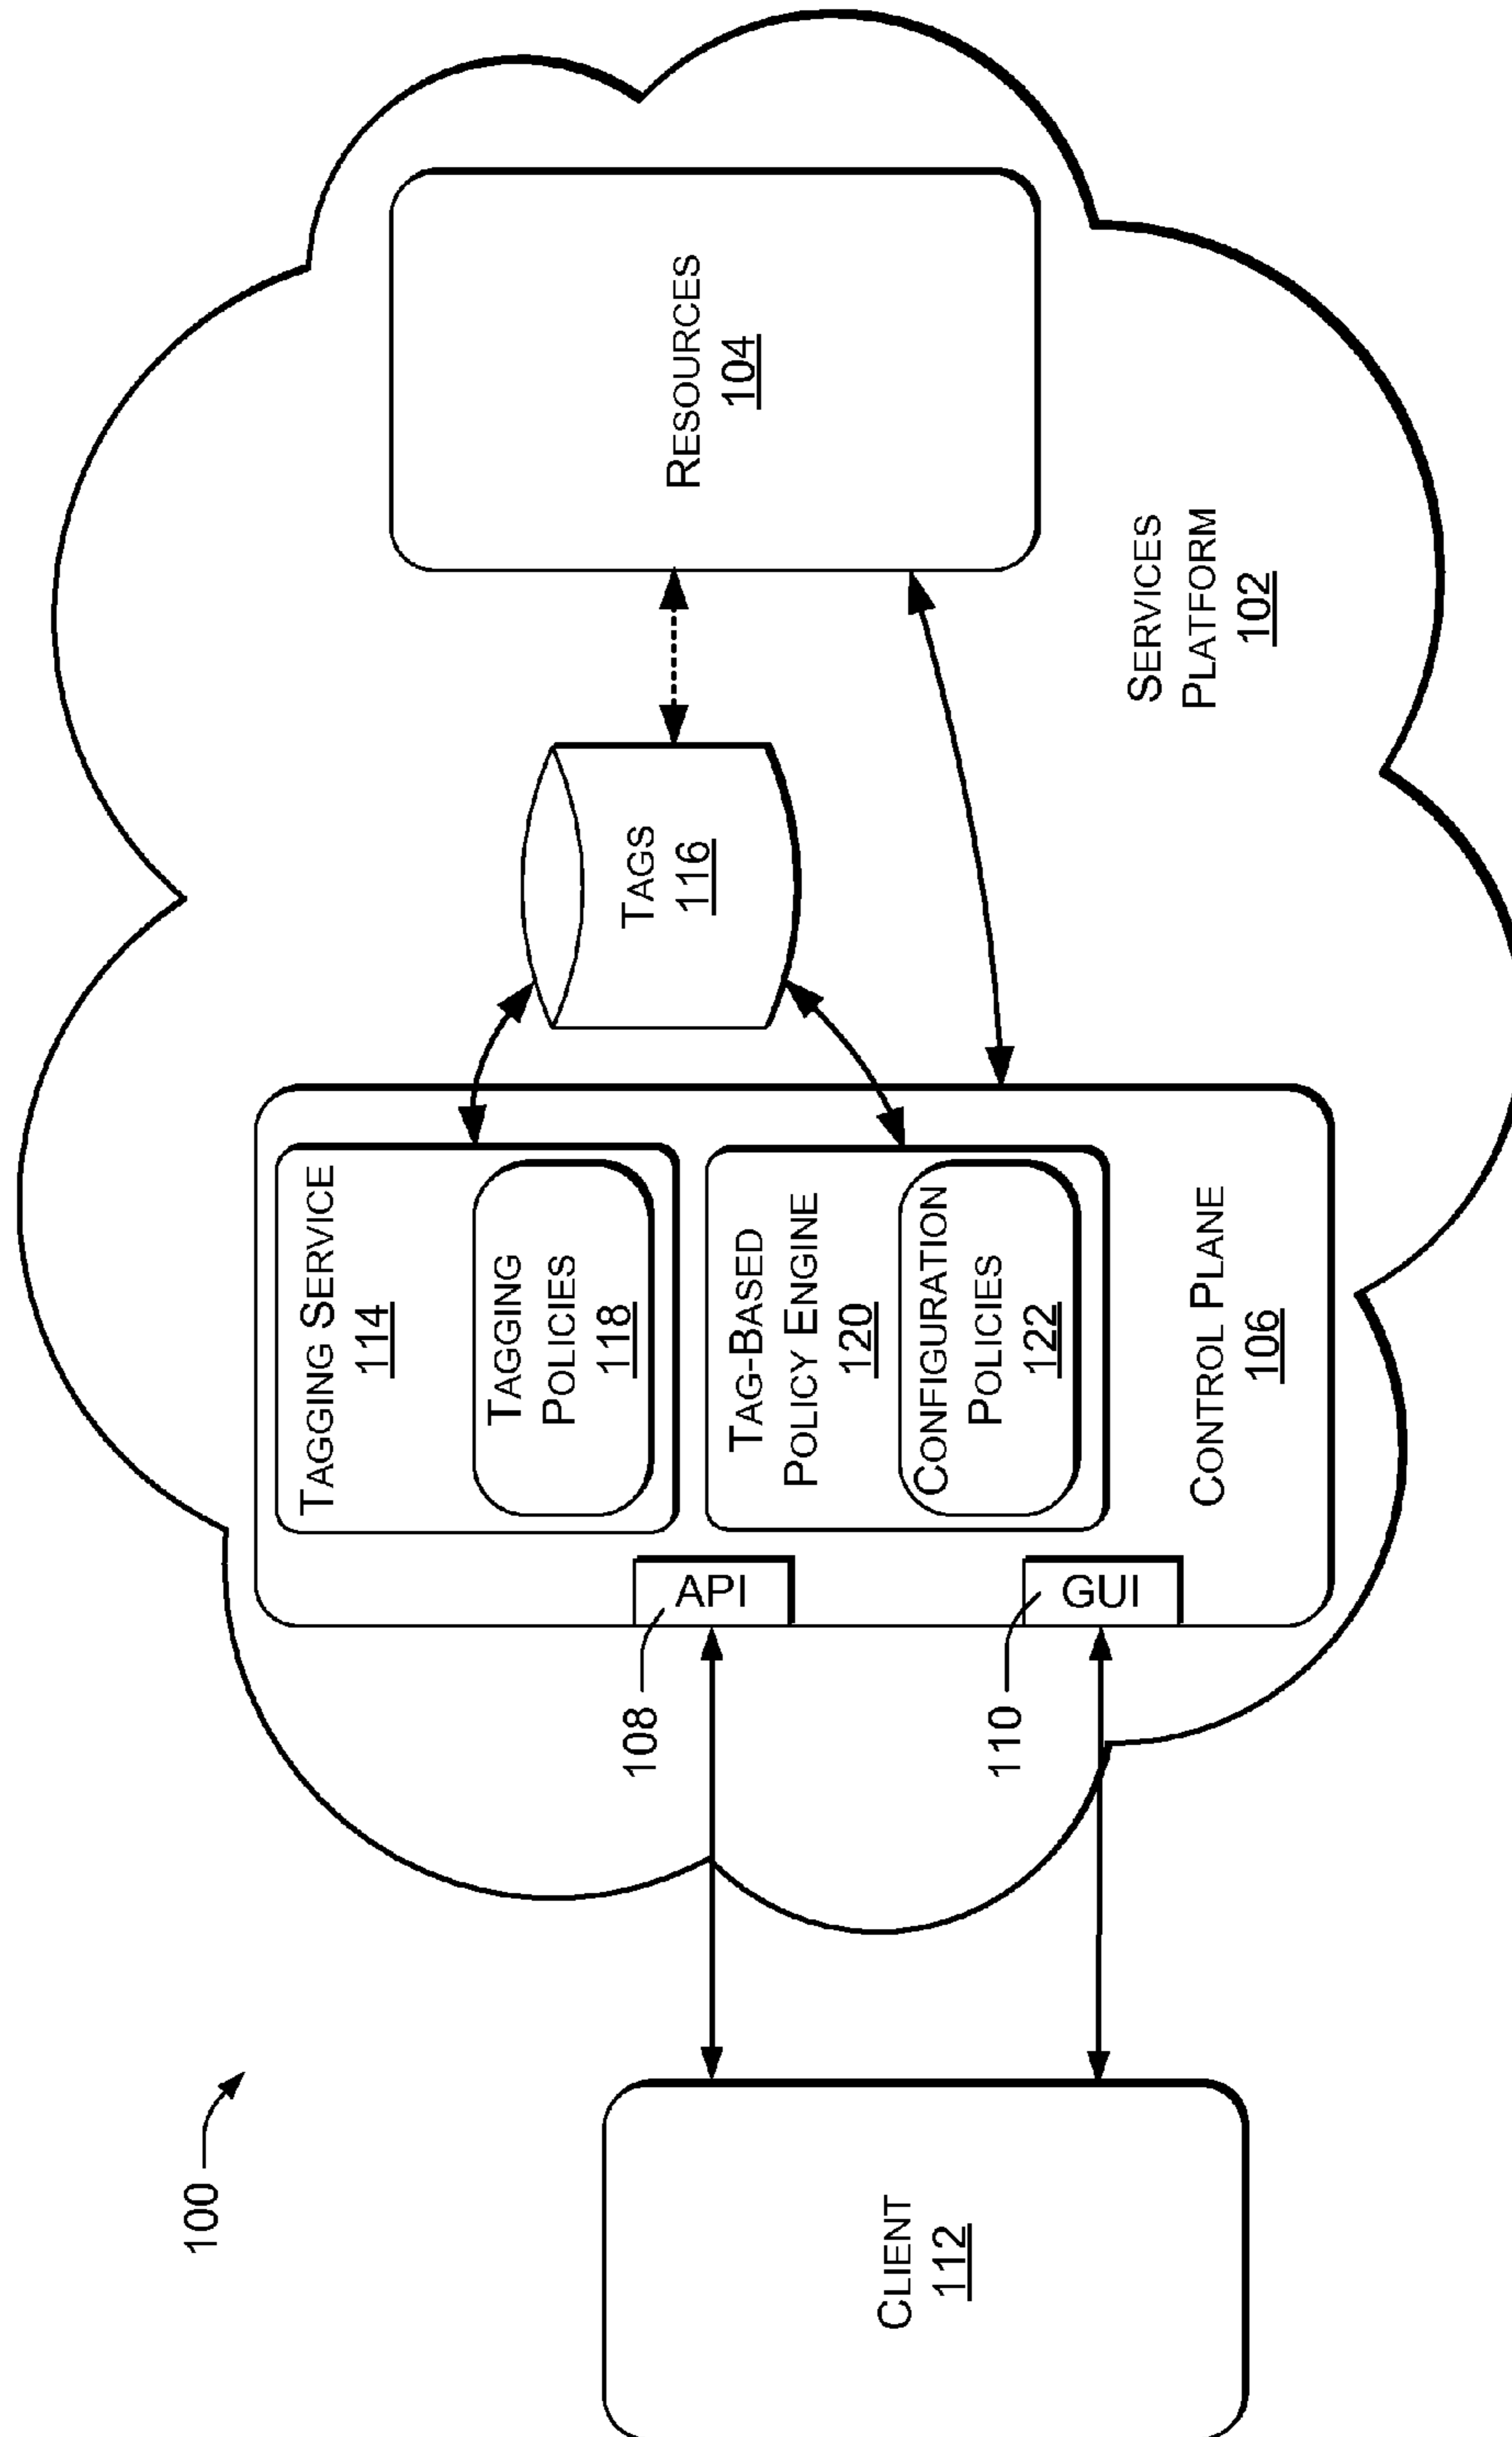 100
CLIENT
112
108
API
110
GUI
TAGGING SERVICE
114
TAGGING
POLICIES
118
TAG-BASED
POLICY ENGINE
120
CONFIGURATION
POLICIES
122
CONTROL PLANE
106
TAGS
116
RESOURCES
104
SERVICES
PLATFORM
102